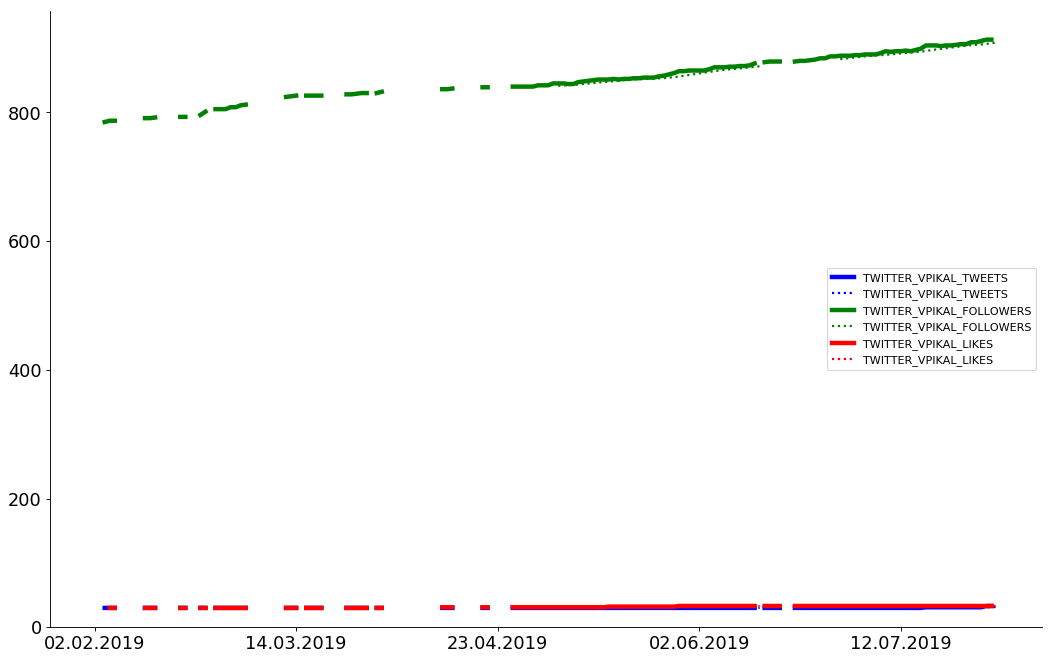 800
600
400
200
0
02.02.2019 14.03.2019 23.04.2019 02.06.2019 12.07.2019
TWITTER_VPIKAL_TWEETS
TWITTER_VPIKAL_TWEETS
TWITTER_VPIKAL_FOLLOWERS
TWITTER_VPIKAL_FOLLOWERS
TWITTER_VPIKAL_LIKES
TWITTER_VPIKAL_LIKES